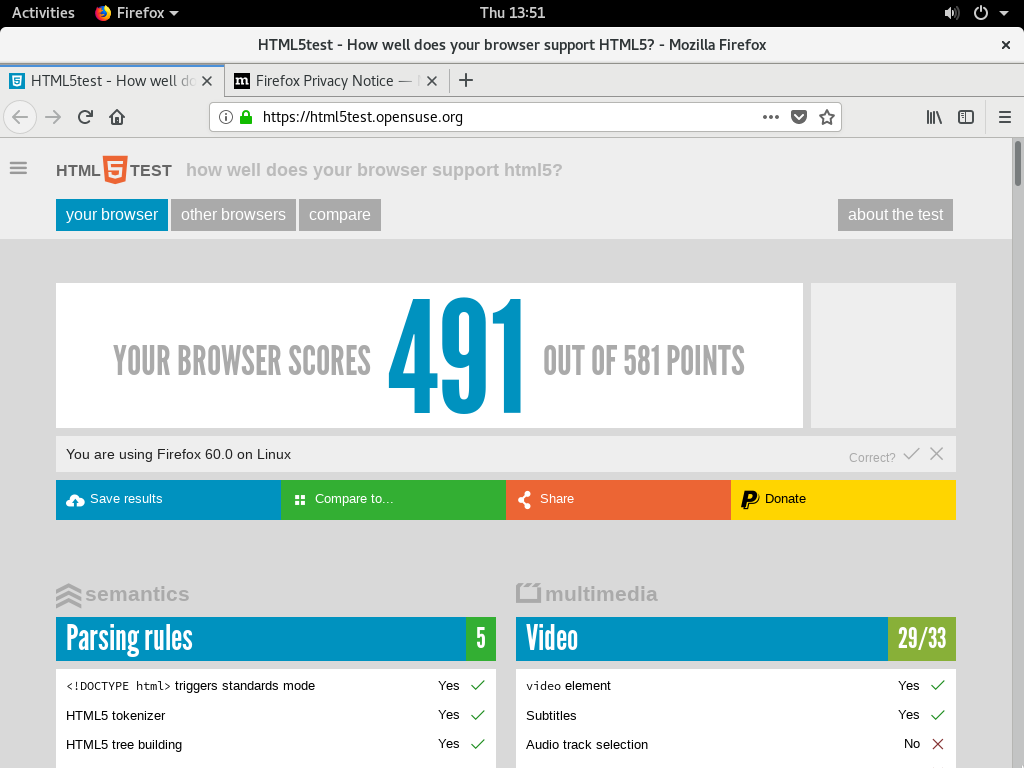 Activities Firefox Thu 13:51
HTML5test - How well does your browser support HTML5? - Mozilla Firefox
HTML5test - How well do Firefox Privacy Notice —
https://html5test.opensuse.org
HTML 5 TEST how well does your browser support html5?
your browser other browsers compare about the test
YOUR BROWSER SCORES 491 OUT OF 581 POINTS
You are using Firefox 60.0 on Linux Correct?
Save results Compare to... Share Donate
semantics multimedia
Parsing rules 5 Video 29/33
<!DOCTYPE html> triggers standards mode Yes video element Yes
HTML5 tokenizer Yes Subtitles Yes
HTML5 tree building Yes Audio track selection No